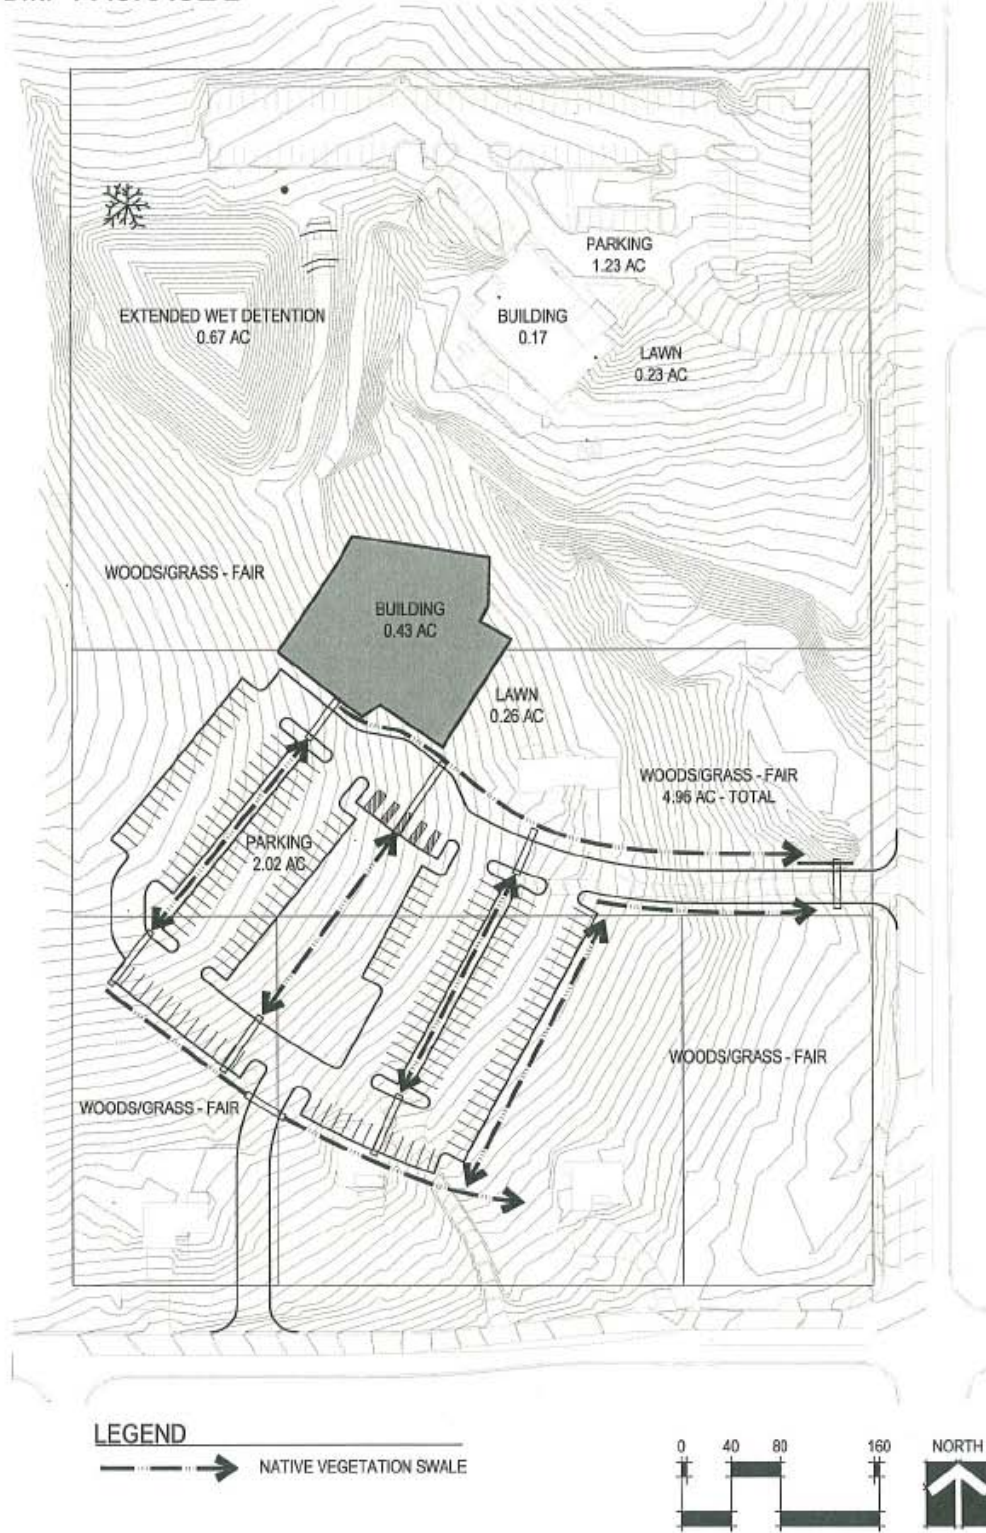 PARKING
1.23 AC
EXTENDED WET DETENTION
0.67 AC
BUILDING
0.17
LAWN
0.23 AC
WOODS/GRASS - FAIR
BUILDING
0.43 AC
LAWN
0.26 AC
WOODS/GRASS - FAIR
4.96 AC - TOTAL
PARKING
2.02 AC
WOODS/GRASS - FAIR
WOODS/GRASS - FAIR
LEGEND
NATIVE VEGETATION SWALE
0 40 80 160
NORTH